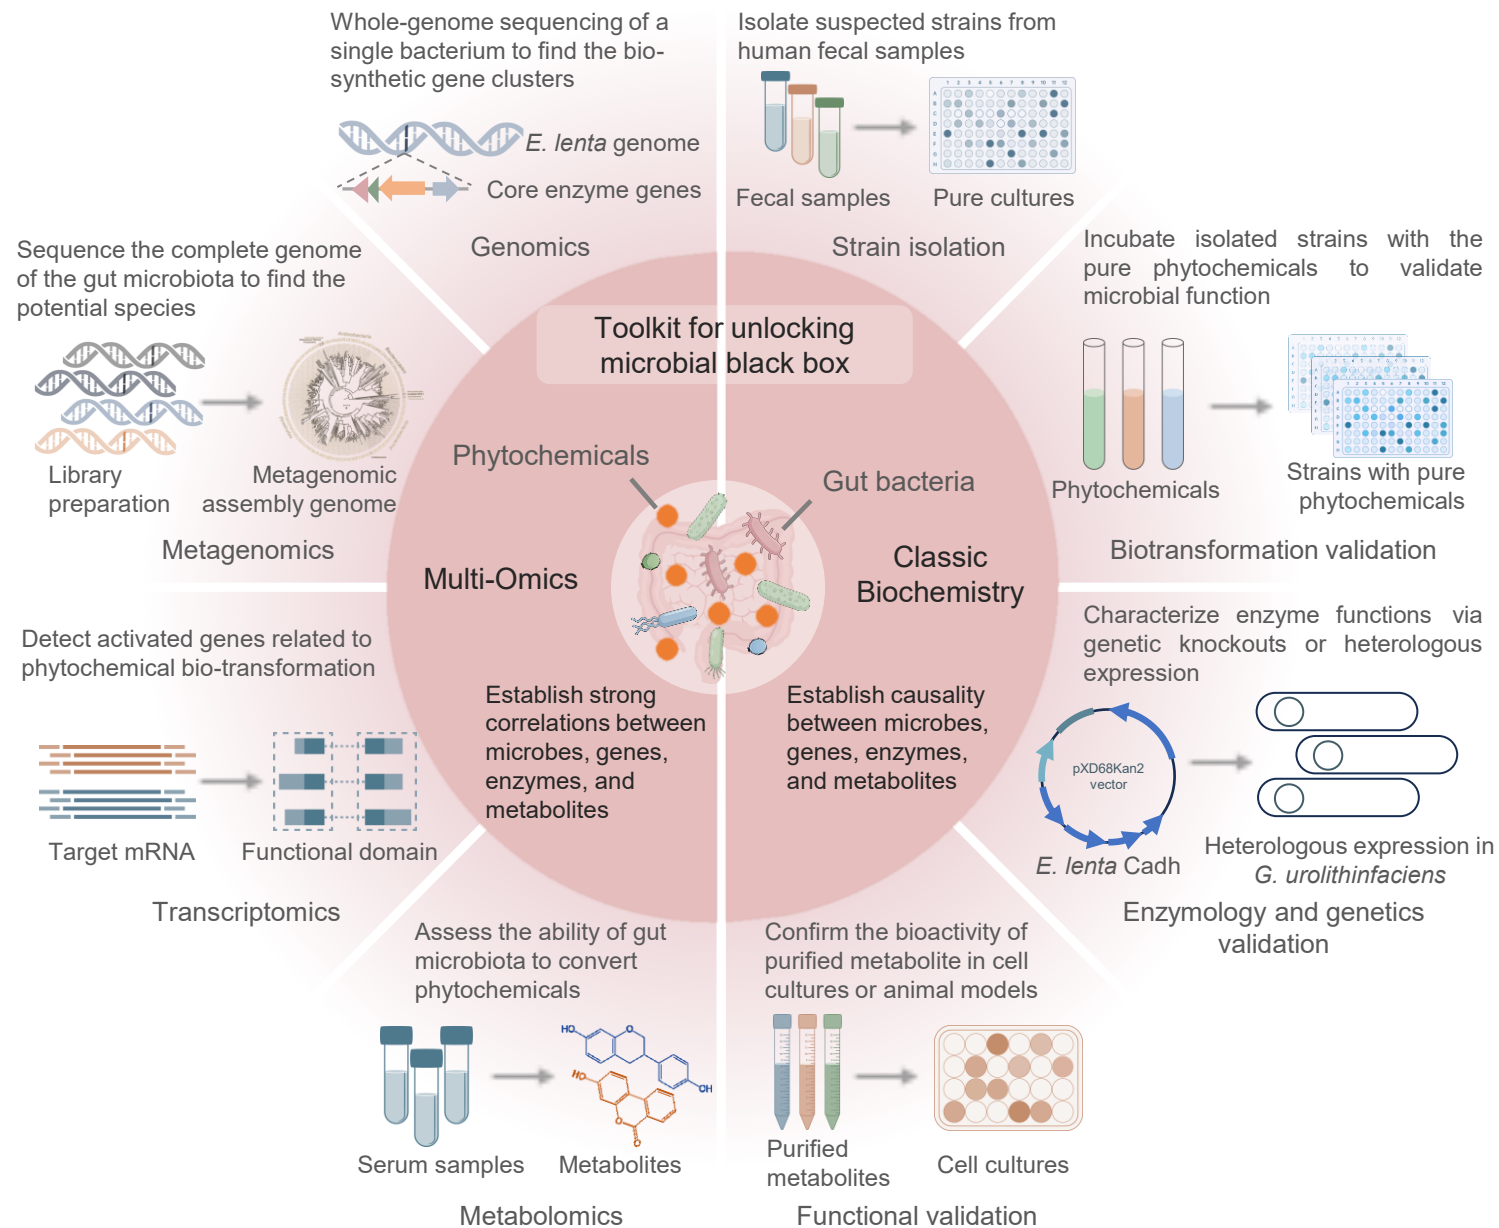 Whole-genome sequencing of a
single bacterium to find the bio-
synthetic gene clusters
E. lenta genome
Core enzyme genes
Genomics
Isolate suspected strains from
human fecal samples
Fecal samples
Pure cultures
Strain isolation
Sequence the complete genome
of the gut microbiota to find the
potential species
Library
preparation
Metagenomic
assembly genome
Metagenomics
Incubate isolated strains with the
pure phytochemicals to validate
microbial function
Phytochemicals
Strains with pure
phytochemicals
Biotransformation validation
Toolkit for unlocking
microbial black box
Phytochemicals
Gut bacteria
Multi-Omics
Classic
Biochemistry
Establish strong
correlations between
microbes, genes,
enzymes, and
metabolites
Establish causality
between microbes,
genes, enzymes,
and metabolites
Detect activated genes related to
phytochemical bio-transformation
Target mRNA
Functional domain
Transcriptomics
Characterize enzyme functions via
genetic knockouts or heterologous
expression
pXD68Kan2
vector
E. lenta Cadh
Heterologous expression in
G. urolithinfaciens
Enzymology and genetics
validation
Assess the ability of gut
microbiota to convert
phytochemicals
HO
O
OH
HO
O
O
Serum samples
Metabolites
Metabolomics
Confirm the bioactivity of
purified metabolite in cell
cultures or animal models
Purified
metabolites
Cell cultures
Functional validation